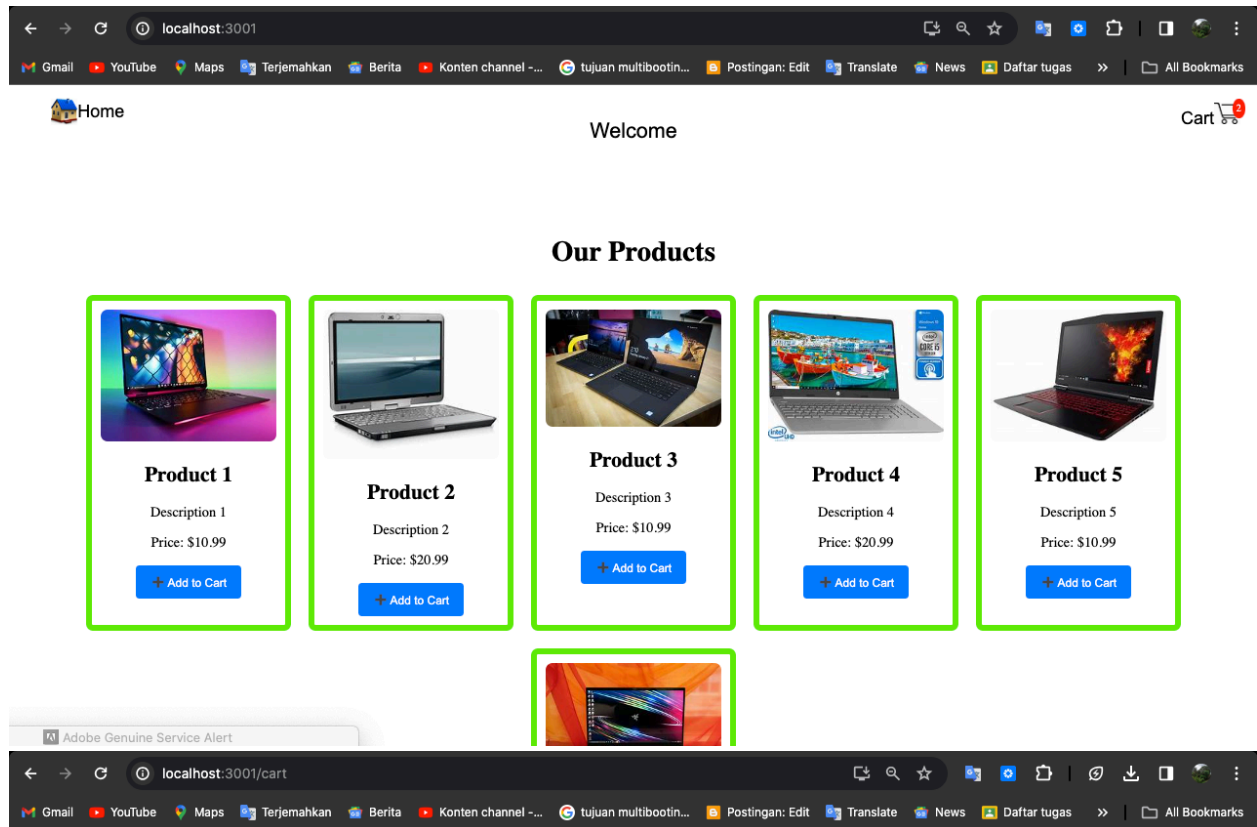 localhost:3001
Gmail YouTube Maps Terjemahkan Berita Konten channel -... tujuan multibootin... Postingan: Edit Translate News Daftar tugas » All Bookmarks
Home
Welcome
Cart 2
Our Products
intel
CORE i5
intel
Product 1
Description 1
Price: $10.99
+ Add to Cart
Product 2
Description 2
Price: $20.99
+ Add to Cart
Product 3
Description 3
Price: $10.99
+ Add to Cart
Product 4
Description 4
Price: $20.99
+ Add to Cart
Product 5
Description 5
Price: $10.99
+ Add to Cart
Adobe Genuine Service Alert
localhost:3001/cart
Gmail YouTube Maps Terjemahkan Berita Konten channel -... tujuan multibootin... Postingan: Edit Translate News Daftar tugas » All Bookmarks